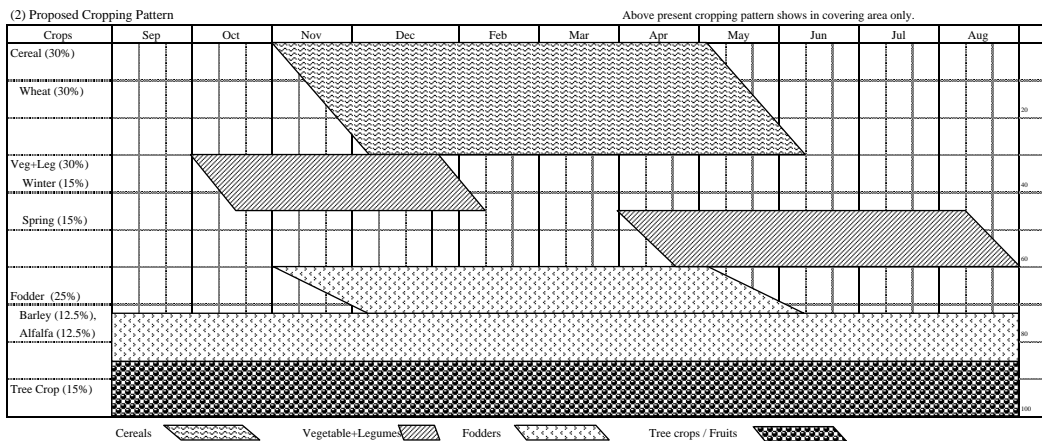 (2) Proposed Cropping Pattern
Above present cropping pattern shows in covering area only.
Crops Sep Oct Nov Dec Feb Mar Apr May Jun Jul Aug
Cereal (30%)
Wheat (30%)
20
Veg+Leg (30%)
Winter (15%)
40
Spring (15%)
60
Fodder (25%)
Barley (12.5%),
Alfalfa (12.5%)
80
Tree Crop (15%)
100
Cereals Vegetable+Legumes Fodders Tree crops / Fruits